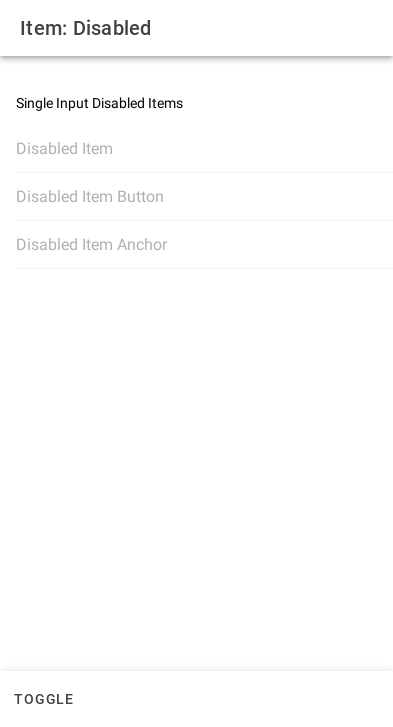 Item: Disabled
Single Input Disabled Items
Disabled Item
Disabled Item Button
Disabled Item Anchor
TOGGLE